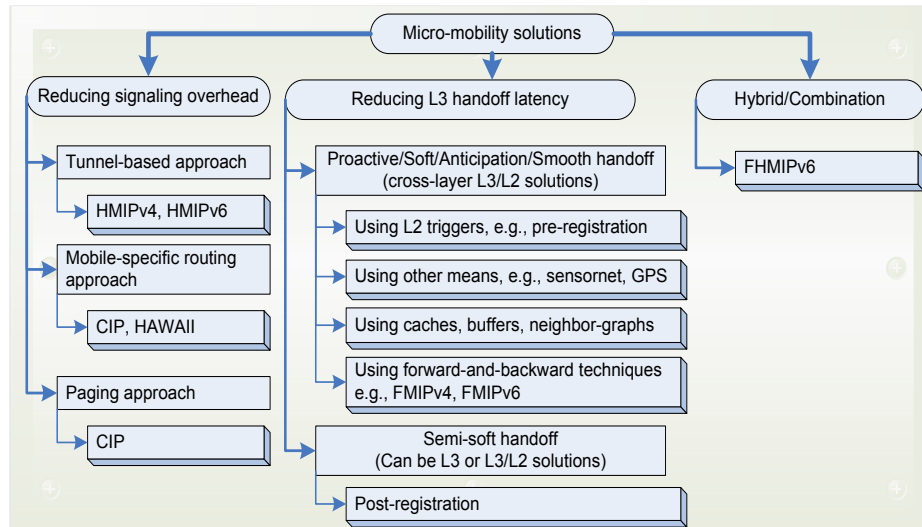 Micro-mobility solutions
Reducing signaling overhead
Tunnel-based approach
HMIPv4, HMIPv6
Mobile-specific routing
approach
CIP, HAWAII
Paging approach
CIP
Reducing L3 handoff latency
Proactive/Soft/Anticipation/Smooth handoff
(cross-layer L3/L2 solutions)
Using L2 triggers, e.g., pre-registration
Using other means, e.g., sensornet, GPS
Using caches, buffers, neighbor-graphs
Using forward-and-backward techniques
e.g., FMIPv4, FMIPv6
Semi-soft handoff
(Can be L3 or L3/L2 solutions)
Post-registration
Hybrid/Combination
FHMIPv6